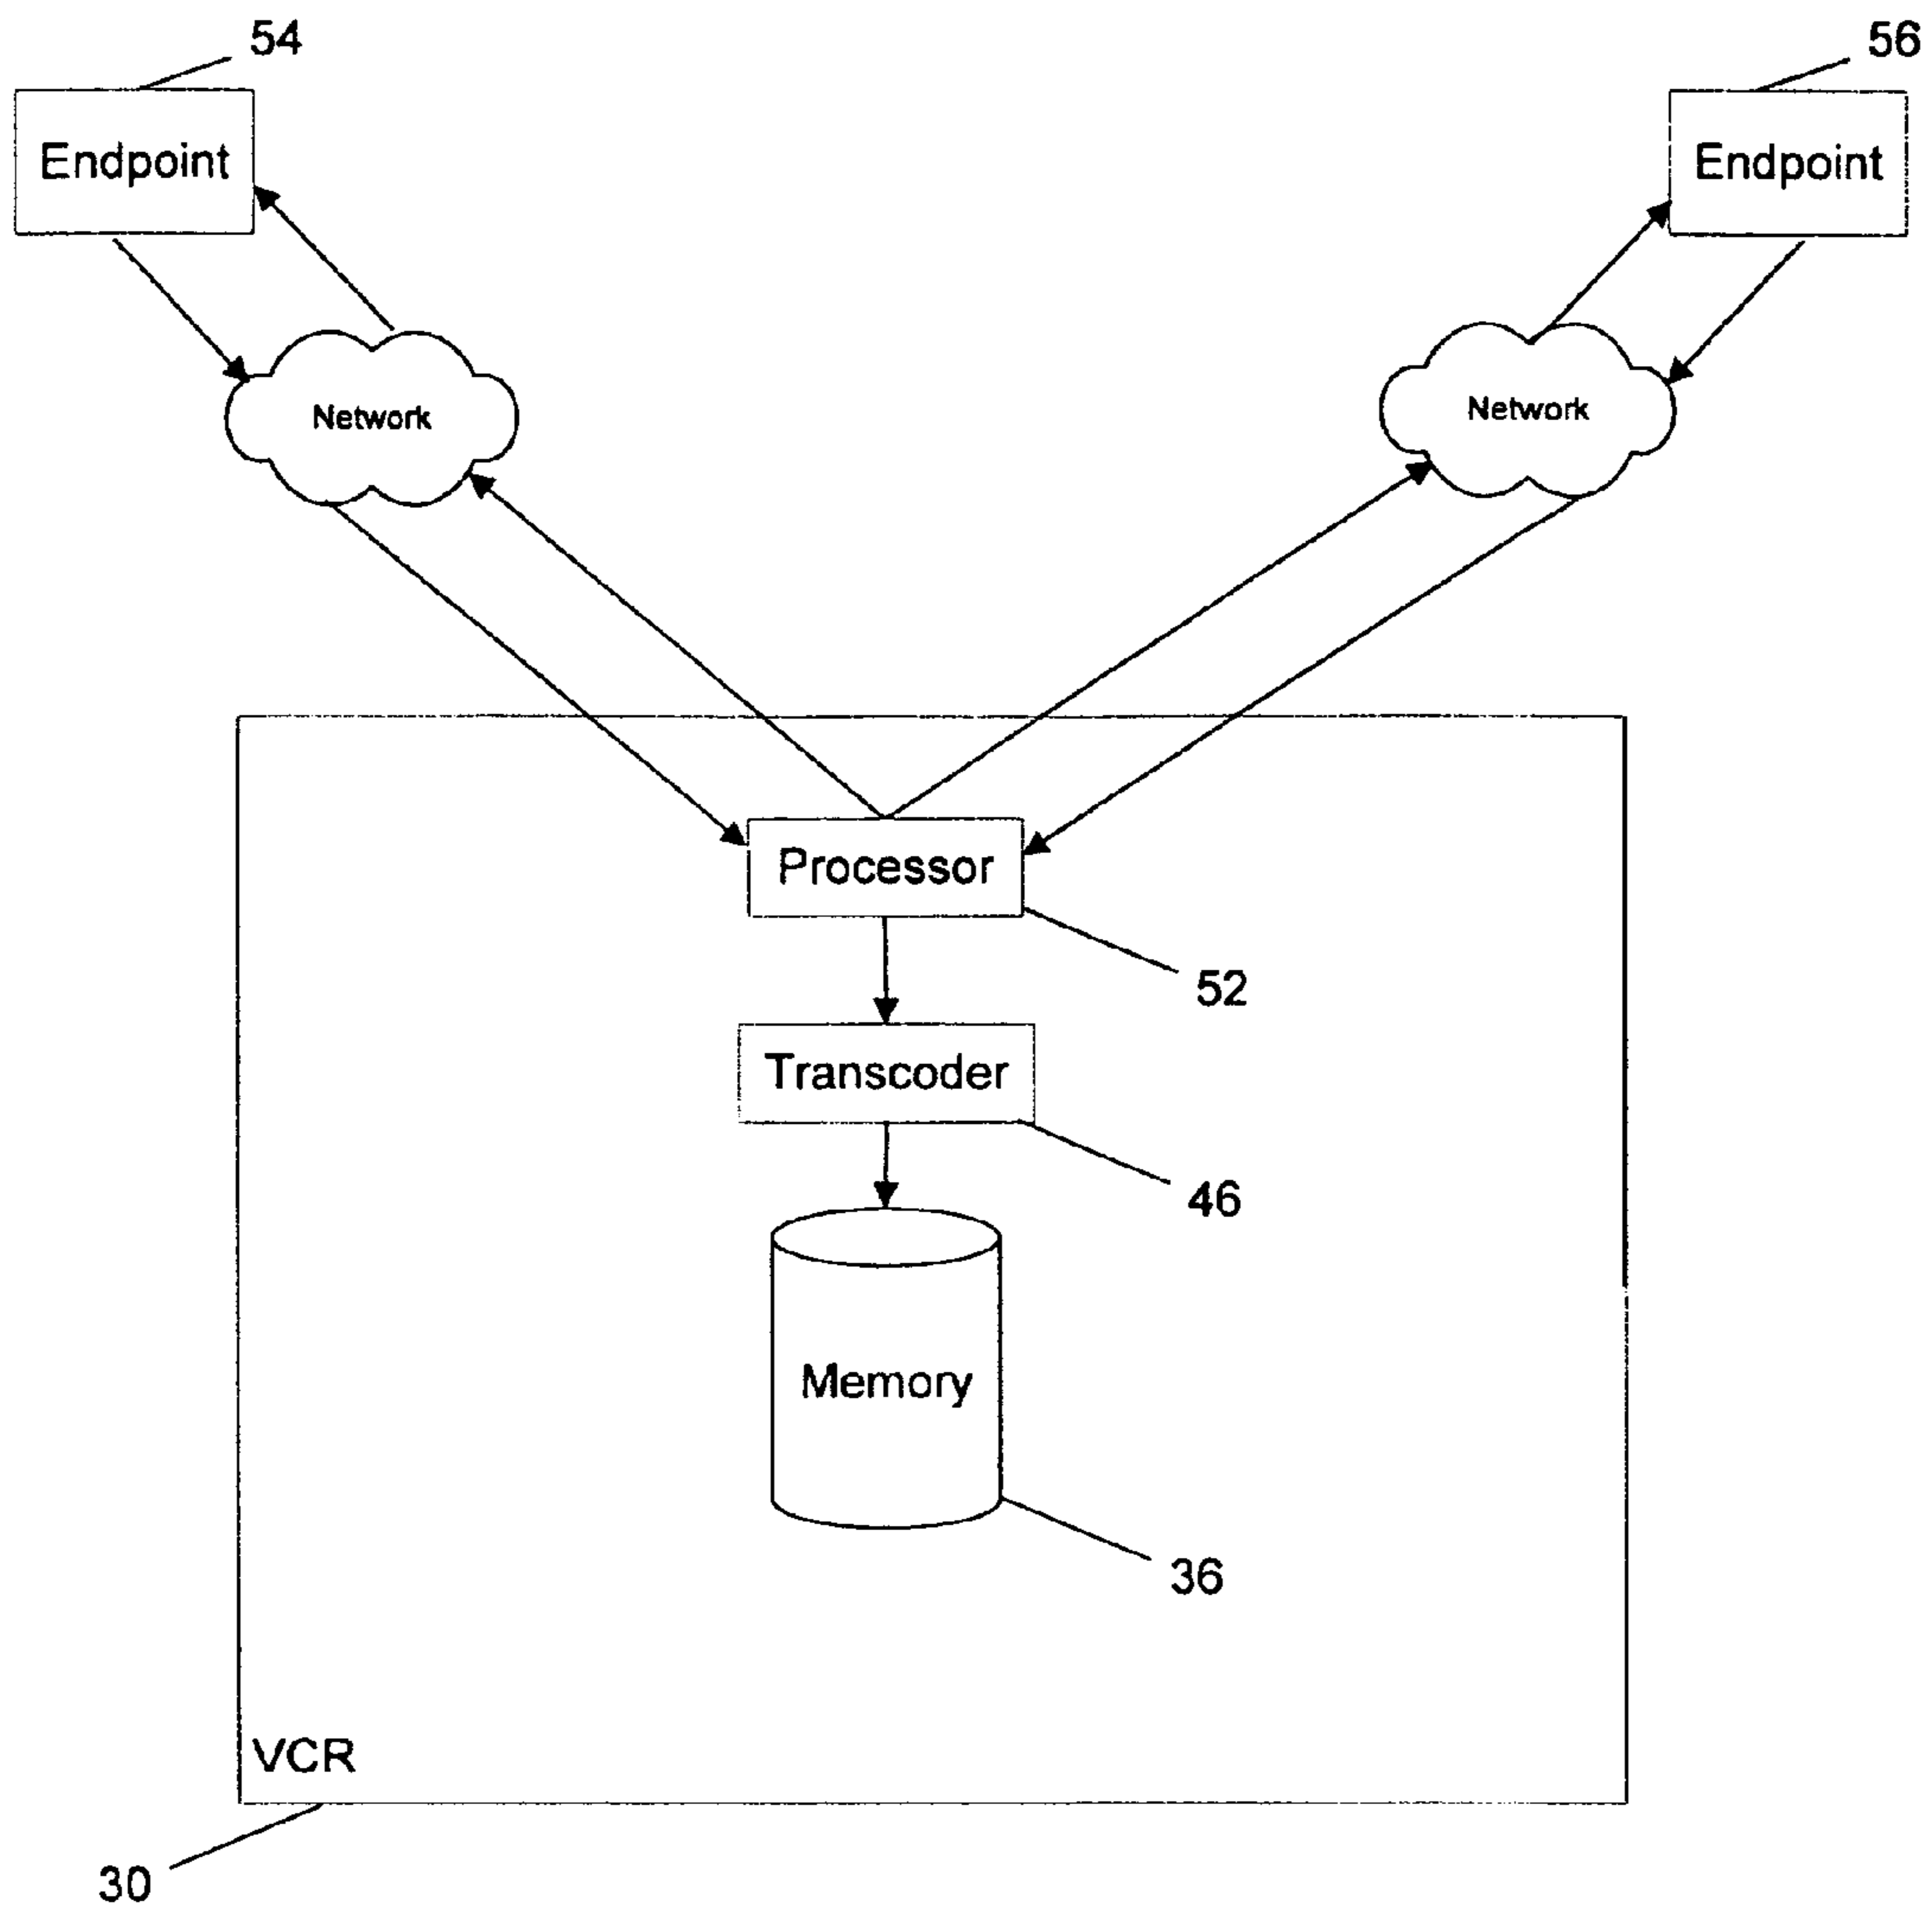 54
56
Endpoint
Endpoint
Network
Network
Processor
52
Transcoder
46
Memory
36
VCR
30